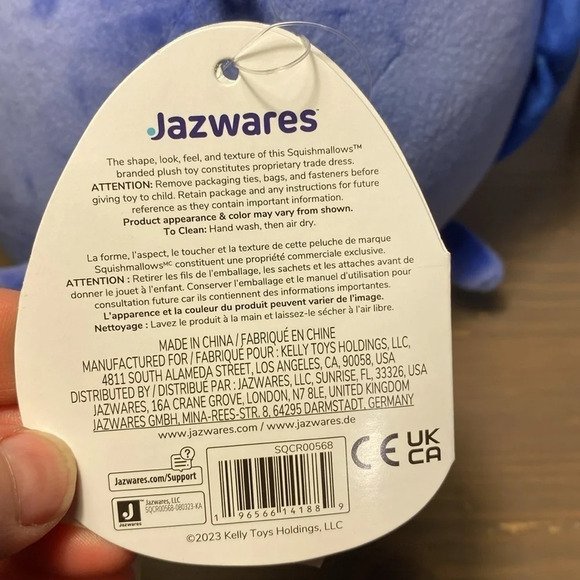 Jazwares™
The shape, look, feel, and texture of this Squishmallows™
branded plush toy constitutes proprietary trade dress.
ATTENTION: Remove packaging ties, bags, and fasteners before
giving toy to child. Retain package and any instructions for future
reference as they contain important information.
Product appearance & color may vary from shown.
To Clean: Hand wash, then air dry.
La forme, l'aspect, le toucher et la texture de cette peluche de marque
Squishmallowsᴹᶜ constituent une propriété commerciale exclusive.
ATTENTION : Retirer les fils de l'emballage, les sachets et les attaches avant de
donner le jouet à l'enfant. Conserver l'emballage et le manuel d'utilisation pour
consultation future car ils contiennent des informations importantes.
L'apparence et la couleur du produit peuvent varier de l'image.
Nettoyage : Lavez le produit à la main et laissez-le sécher à l'air libre.
MADE IN CHINA / FABRIQUÉ EN CHINE
MANUFACTURED FOR / FABRIQUÉ POUR : KELLY TOYS HOLDINGS, LLC,
4811 SOUTH ALAMEDA STREET, LOS ANGELES, CA, 90058, USA
DISTRIBUTED BY / DISTRIBUÉ PAR : JAZWARES, LLC, SUNRISE, FL, 33326, USA
JAZWARES, 16A CRANE GROVE, LONDON, N7 8LE, UNITED KINGDOM
JAZWARES GMBH, MINA-REES-STR. 8, 64295 DARMSTADT, GERMANY
www.jazwares.com / www.jazwares.de
Jazwares.com/Support
SQCR00568
CE UK
CA
J
Jazwares
Jazwares, LLC
SQCR00568-080323-KA
1 96566 14188 9
©2023 Kelly Toys Holdings, LLC